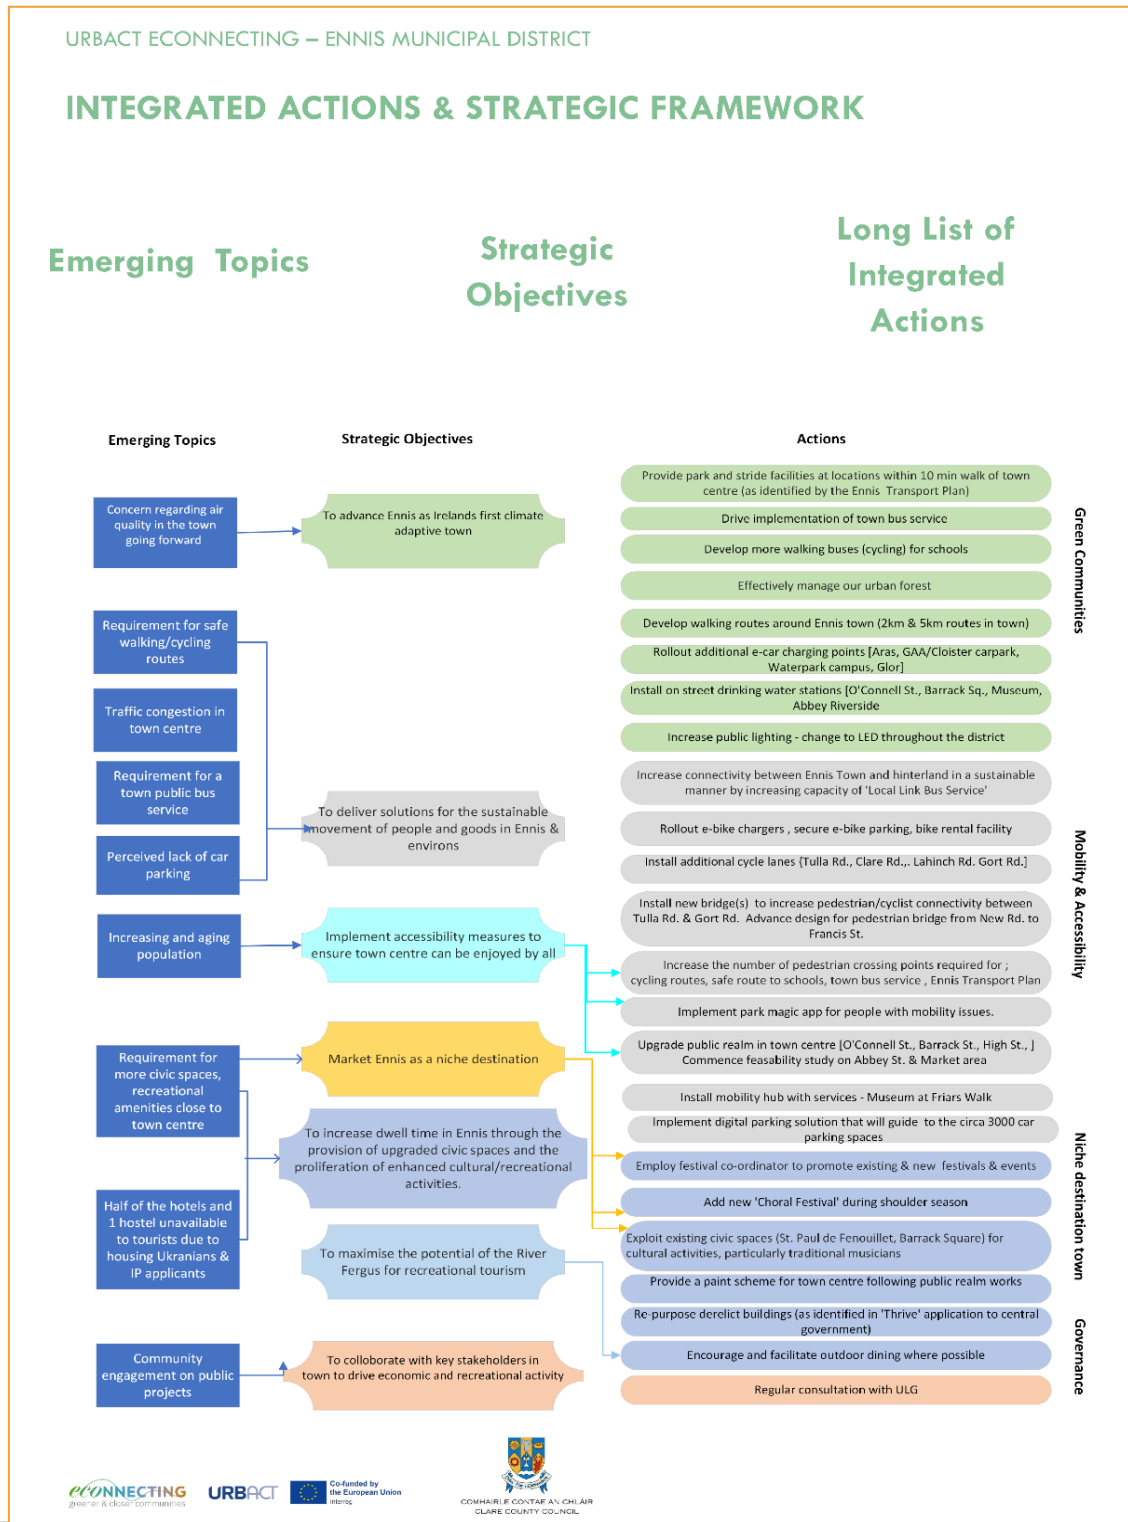 URBACT ECONNECTING – ENNIS MUNICIPAL DISTRICT
INTEGRATED ACTIONS & STRATEGIC FRAMEWORK
Emerging Topics
Strategic
Objectives
Long List of
Integrated
Actions
Emerging Topics
Strategic Objectives
Actions
Concern regarding air
quality in the town
going forward
Requirement for safe
walking/cycling
routes
Traffic congestion in
town centre
Requirement for a
town public bus
service
Perceived lack of car
parking
Increasing and aging
population
Requirement for
more civic spaces,
recreational
amenities close to
town centre
Half of the hotels and
1 hostel unavailable
to tourists due to
housing Ukranians &
IP applicants
Community
engagement on public
projects
To advance Ennis as Irelands first climate
adaptive town
To deliver solutions for the sustainable
movement of people and goods in Ennis &
environs
Implement accessibility measures to
ensure town centre can be enjoyed by all
Market Ennis as a niche destination
To increase dwell time in Ennis through the
provision of upgraded civic spaces and the
proliferation of enhanced cultural/recreational
activities.
To maximise the potential of the River
Fergus for recreational tourism
To colloborate with key stakeholders in
town to drive economic and recreational activity
Provide park and stride facilities at locations within 10 min walk of town
centre (as identified by the Ennis Transport Plan)
Drive implementation of town bus service
Develop more walking buses (cycling) for schools
Effectively manage our urban forest
Develop walking routes around Ennis town (2km & 5km routes in town)
Rollout additional e-car charging points [Aras, GAA/Cloister carpark,
Waterpark campus, Glor]
Install on street drinking water stations [O'Connell St., Barrack Sq., Museum,
Abbey Riverside
Increase public lighting - change to LED throughout the district
Increase connectivity between Ennis Town and hinterland in a sustainable
manner by increasing capacity of 'Local Link Bus Service'
Rollout e-bike chargers , secure e-bike parking, bike rental facility
Install additional cycle lanes {Tulla Rd., Clare Rd.,. Lahinch Rd. Gort Rd.]
Install new bridge(s) to increase pedestrian/cyclist connectivity between
Tulla Rd. & Gort Rd. Advance design for pedestrian bridge from New Rd. to
Francis St.
Increase the number of pedestrian crossing points required for ;
cycling routes, safe route to schools, town bus service , Ennis Transport Plan
Implement park magic app for people with mobility issues.
Upgrade public realm in town centre [O'Connell St., Barrack St., High St., ]
Commence feasability study on Abbey St. & Market area
Install mobility hub with services - Museum at Friars Walk
Implement digital parking solution that will guide to the circa 3000 car
parking spaces
Employ festival co-ordinator to promote existing & new festivals & events
Add new 'Choral Festival' during shoulder season
Exploit existing civic spaces (St. Paul de Fenouillet, Barrack Square) for
cultural activities, particularly traditional musicians
Provide a paint scheme for town centre following public realm works
Re-purpose derelict buildings (as identified in 'Thrive' application to central
government)
Encourage and facilitate outdoor dining where possible
Regular consultation with ULG
Green Communities
Mobility & Accessibility
Niche destination town
Governance
eCONNECTING
greener & closer communities
URBACT
Co-funded by
the European Union
Interreg
COMHAIRLE CONTAE AN CHLÁIR
CLARE COUNTY COUNCIL